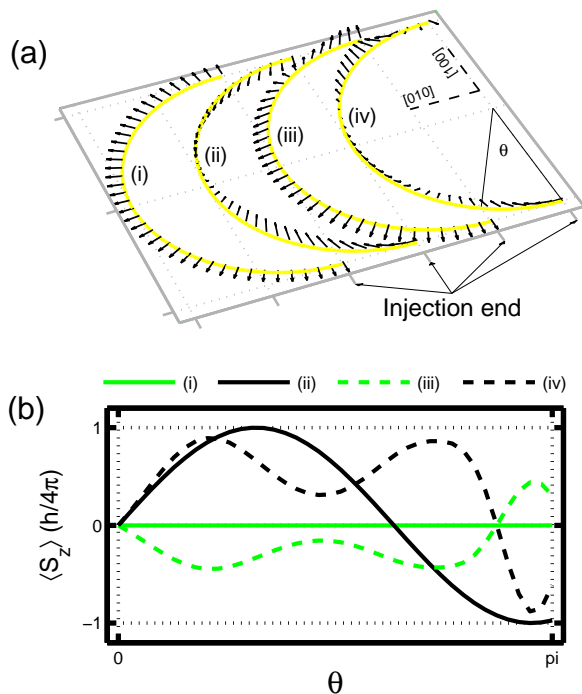 (a)
[001]
[010]
(i)
(ii)
(iii)
(iv)
θ
Injection end
(i)
(ii)
(iii)
(iv)
(b)
⟨S_z⟩ (h/4π)
1
0
−1
0
pi
θ